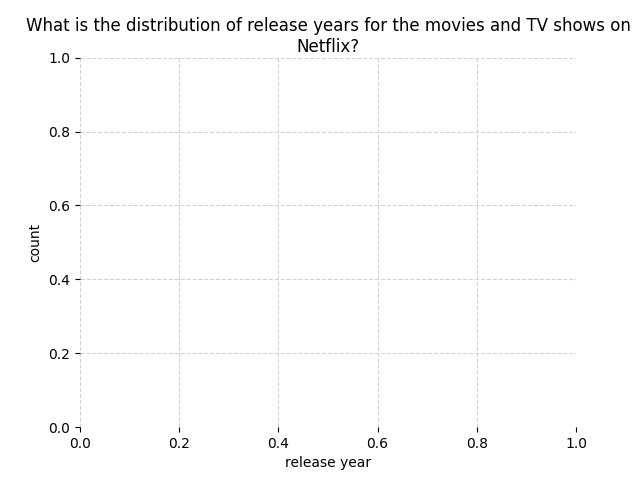 What is the distribution of release years for the movies and TV shows on
Netflix?
1.0
0.8
0.6
0.4
0.2
0.0
count
0.0 0.2 0.4 0.6 0.8 1.0
release year